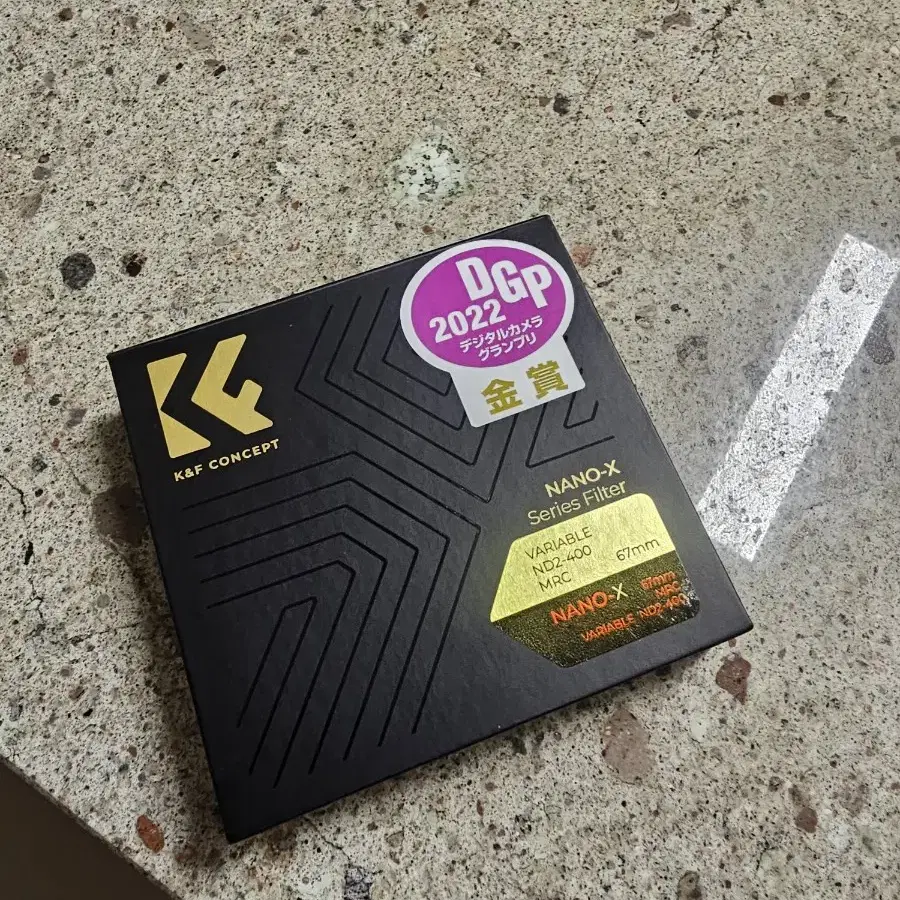 DGP
2022
デジタルカメラ
グランプリ
金賞
K&F CONCEPT
NANO-X
Series Filter
VARIABLE
ND2-400
MRC
67mm
NANO-X
67mm
MRC
VARIABLE ND2-400